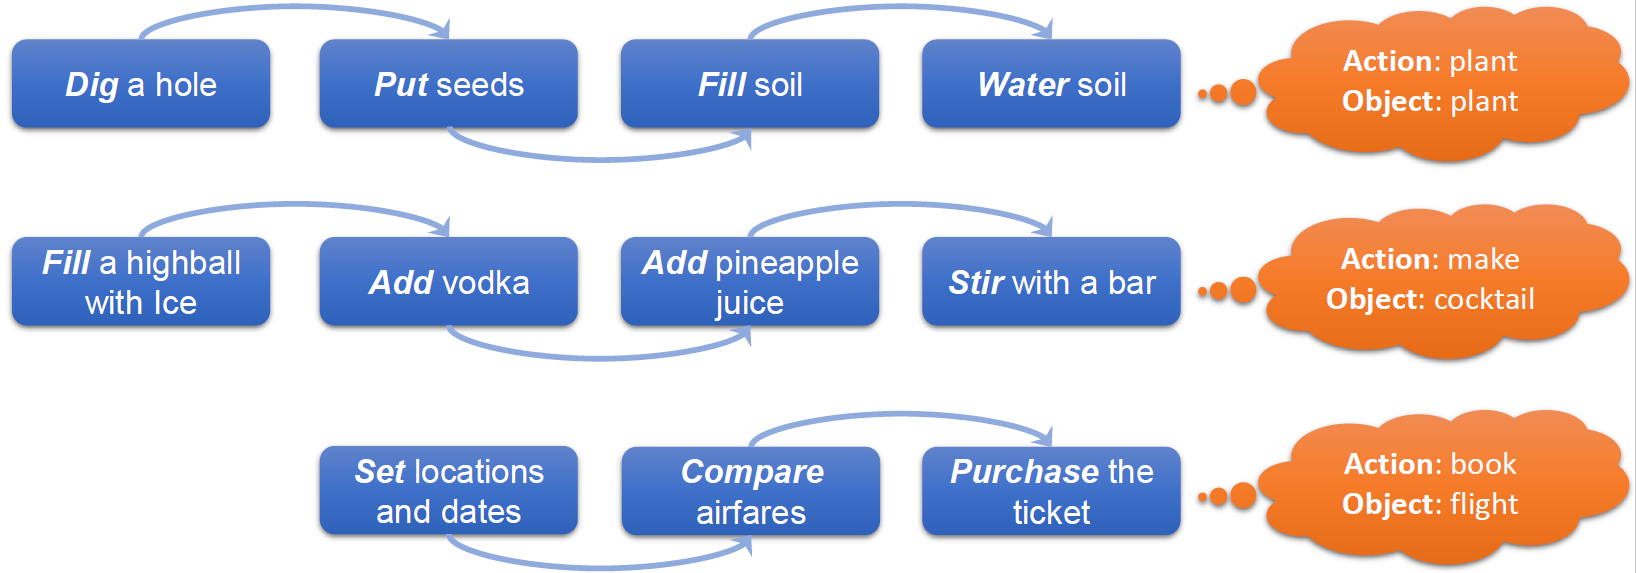 Dig a hole
Put seeds
Fill soil
Water soil
Action: plant
Object: plant
Fill a highball
with Ice
Add vodka
Add pineapple
juice
Stir with a bar
Action: make
Object: cocktail
Set locations
and dates
Compare
airfares
Purchase the
ticket
Action: book
Object: flight